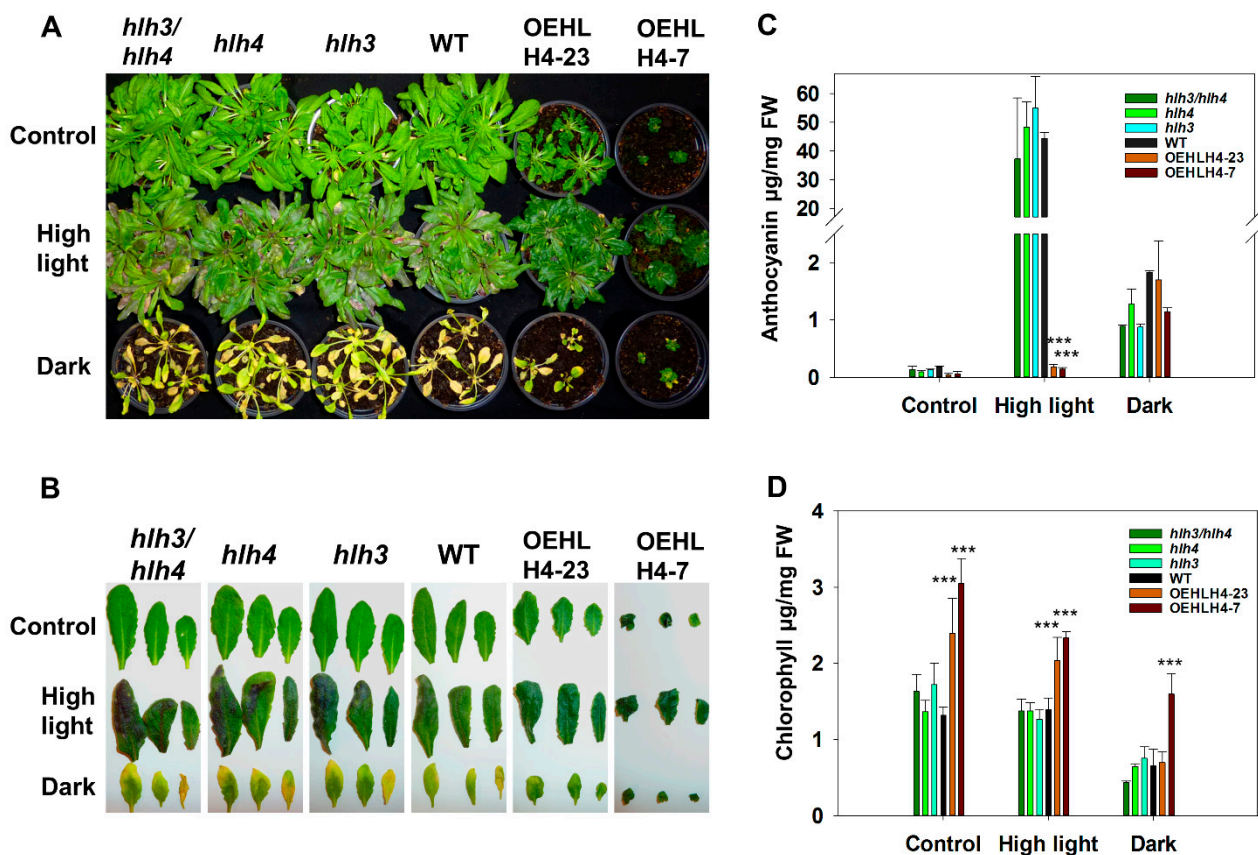 A
hlh3/
hlh4
hlh4
hlh3
WT
OEHL
H4-23
OEHL
H4-7
Control
High
light
Dark
B
hlh3/
hlh4
hlh4
hlh3
WT
OEHL
H4-23
OEHL
H4-7
Control
High
light
Dark
C
Anthocyanin µg/mg FW
60
50
40
30
20
2
1
0
hlh3/hlh4
hlh4
hlh3
WT
OEHLH4-23
OEHLH4-7
***
***
Control High light Dark
D
Chlorophyll µg/mg FW
4
3
2
1
0
hlh3/hlh4
hlh4
hlh3
WT
OEHLH4-23
OEHLH4-7
***
***
***
***
***
Control High light Dark